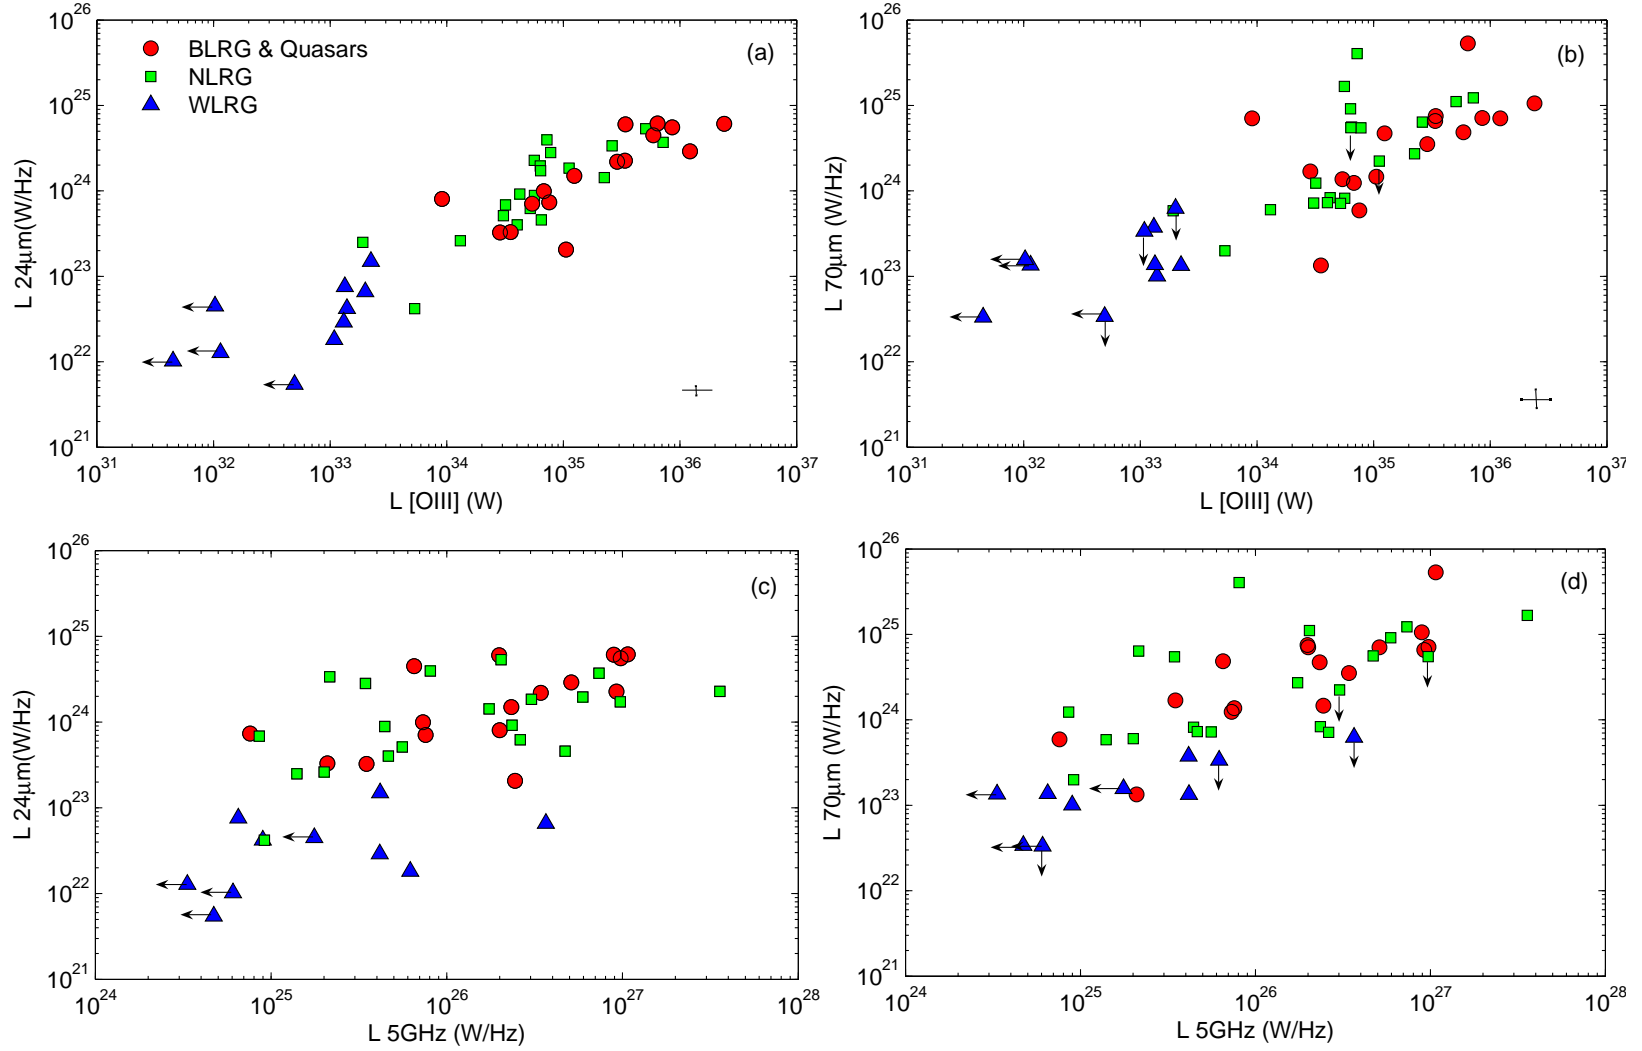 10^26 10^26
BLRG & Quasars (a) (b)
NLRG
10^25 10^25
WLRG
L 24μm(W/Hz) L 70μm (W/Hz)
10^24 10^24
10^23 10^23
10^22 10^22
10^21 10^21
10^31 10^32 10^33 10^34 10^35 10^36 10^37 10^31 10^32 10^33 10^34 10^35 10^36 10^37
L [OIII] (W) L [OIII] (W)
10^26 10^26
(c) (d)
10^25 10^25
L 24μm(W/Hz) L 70μm (W/Hz)
10^24 10^24
10^23 10^23
10^22 10^22
10^21 10^21
10^24 10^25 10^26 10^27 10^28 10^24 10^25 10^26 10^27 10^28
L 5GHz (W/Hz) L 5GHz (W/Hz)